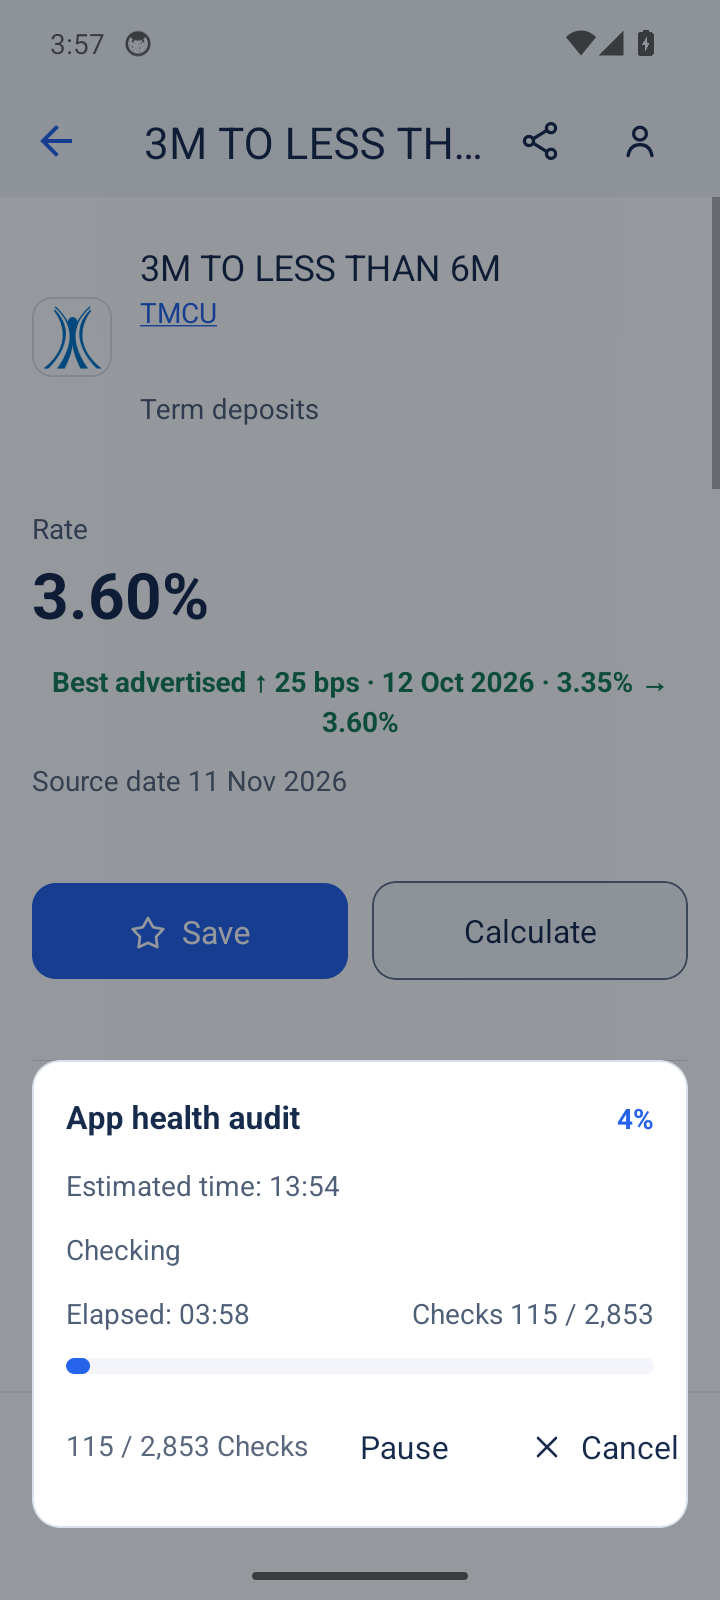 3:57
3M TO LESS TH...
3M TO LESS THAN 6M
TMCU
Term deposits
Rate
3.60%
Best advertised ↑ 25 bps · 12 Oct 2026 · 3.35% →
3.60%
Source date 11 Nov 2026
Save
Calculate
App health audit
4%
Estimated time: 13:54
Checking
Elapsed: 03:58
Checks 115 / 2,853
115 / 2,853 Checks
Pause
Cancel